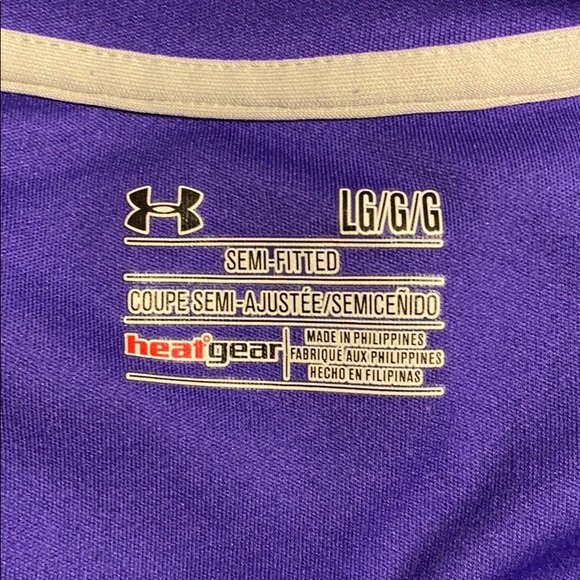 LG/G/G
SEMI-FITTED
COUPE SEMI-AJUSTÉE/SEMICEÑIDO
heatgear
MADE IN PHILIPPINES
FABRIQUÉ AUX PHILIPPINES
HECHO EN FILIPINAS